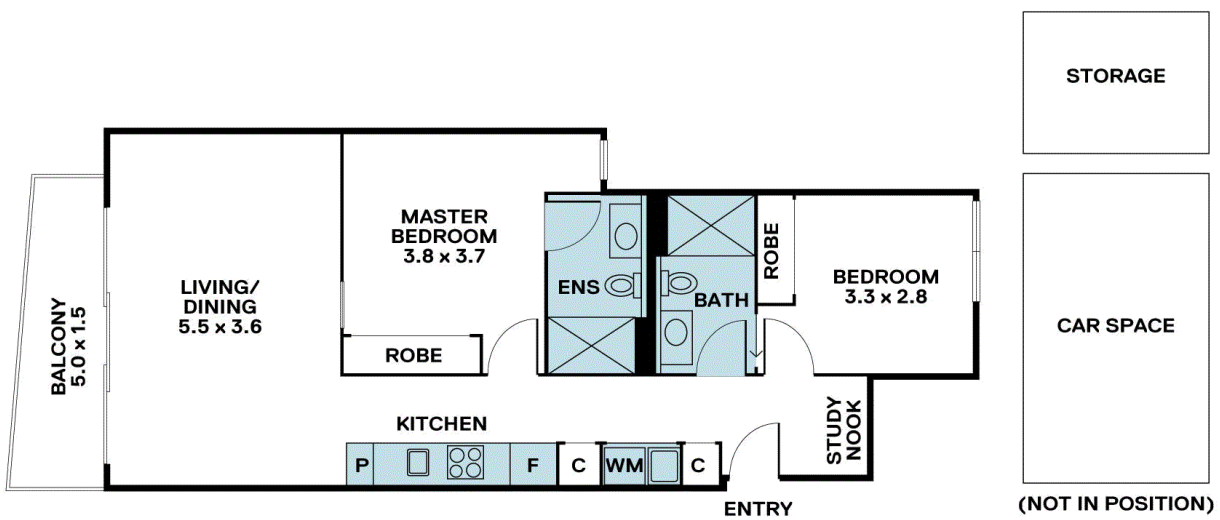 STORAGE
MASTER
BEDROOM
3.8 x 3.7
LIVING/
DINING
5.5 x 3.6
BALCONY
5.0 x 1.5
ROBE
ENS
BATH
ROBE
BEDROOM
3.3 x 2.8
CAR SPACE
KITCHEN
P
F
C
WM
C
STUDY
NOOK
ENTRY
(NOT IN POSITION)